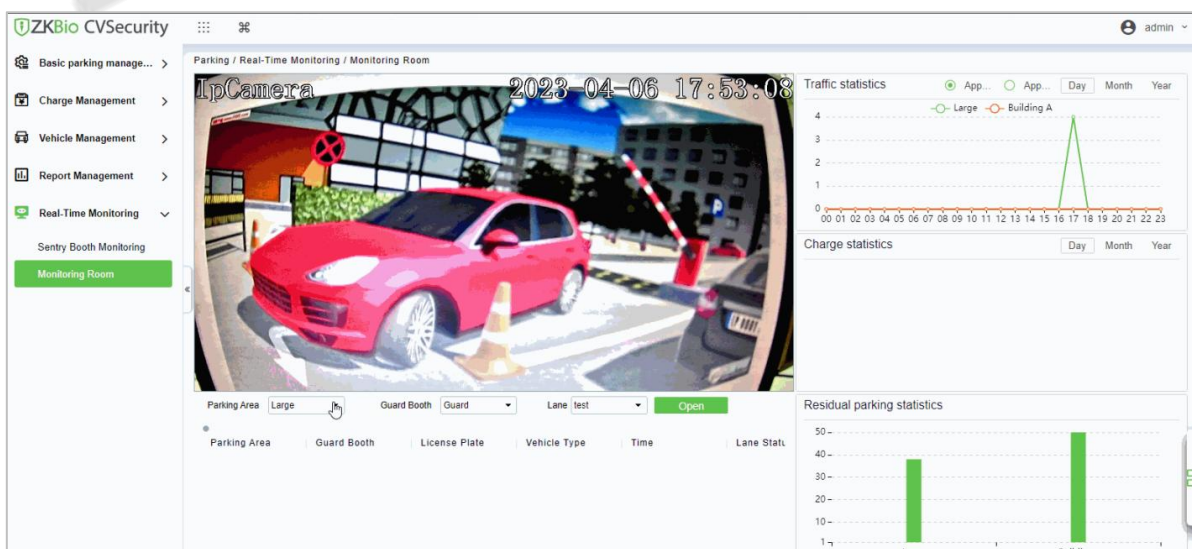 ZKBio CVSecurity
admin
Basic parking manage...
Charge Management
Vehicle Management
Report Management
Real-Time Monitoring
Sentry Booth Monitoring
Monitoring Room
Parking / Real-Time Monitoring / Monitoring Room
IpCamera 2023-04-06 17:53:08
P
Parking Area Large Guard Booth Guard Lane test Open
Parking Area Guard Booth License Plate Vehicle Type Time Lane Statu
Traffic statistics App... App... Day Month Year
Large Building A
4
3
2
1
0
00 01 02 03 04 05 06 07 08 09 10 11 12 13 14 15 16 17 18 19 20 21 22 23
Charge statistics Day Month Year
Residual parking statistics
50
40
30
20
10
1